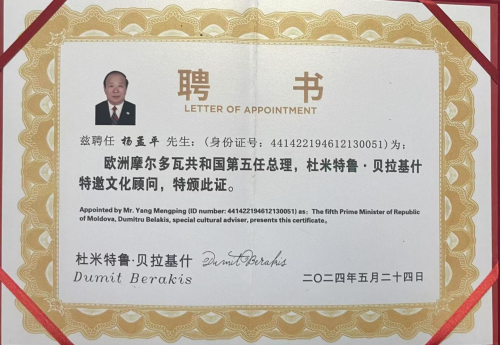 聘 书
LETTER OF APPOINTMENT
兹聘任 杨孟平 先生：(身份证号：441422194612130051)为：
欧洲摩尔多瓦共和国第五任总理，杜米特鲁·贝拉基什
特邀文化顾问，特颁此证。
Appointed by Mr. Yang Mengping (ID number: 441422194612130051) as: The fifth Prime Minister of Republic
of Moldova, Dumitru Belakis, special cultural adviser, presents this certificate.
杜米特鲁·贝拉基什 Dumit Berakis
Dumit Berakis 二〇二四年五月二十四日